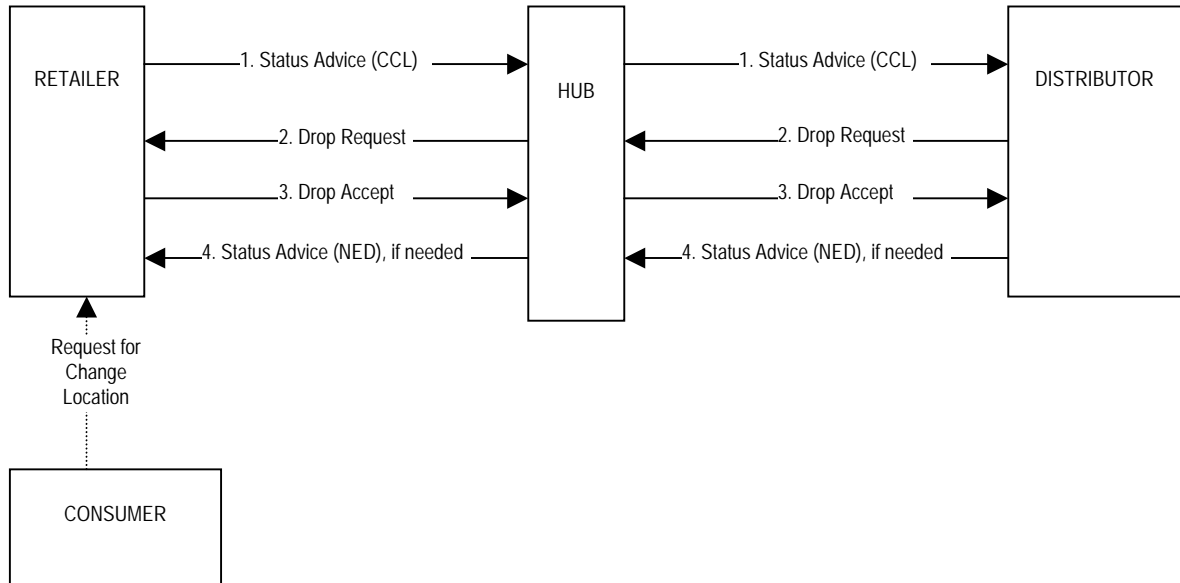 RETAILER
HUB
DISTRIBUTOR
1. Status Advice (CCL)
1. Status Advice (CCL)
2. Drop Request
2. Drop Request
3. Drop Accept
3. Drop Accept
4. Status Advice (NED), if needed
4. Status Advice (NED), if needed
Request for
Change
Location
CONSUMER